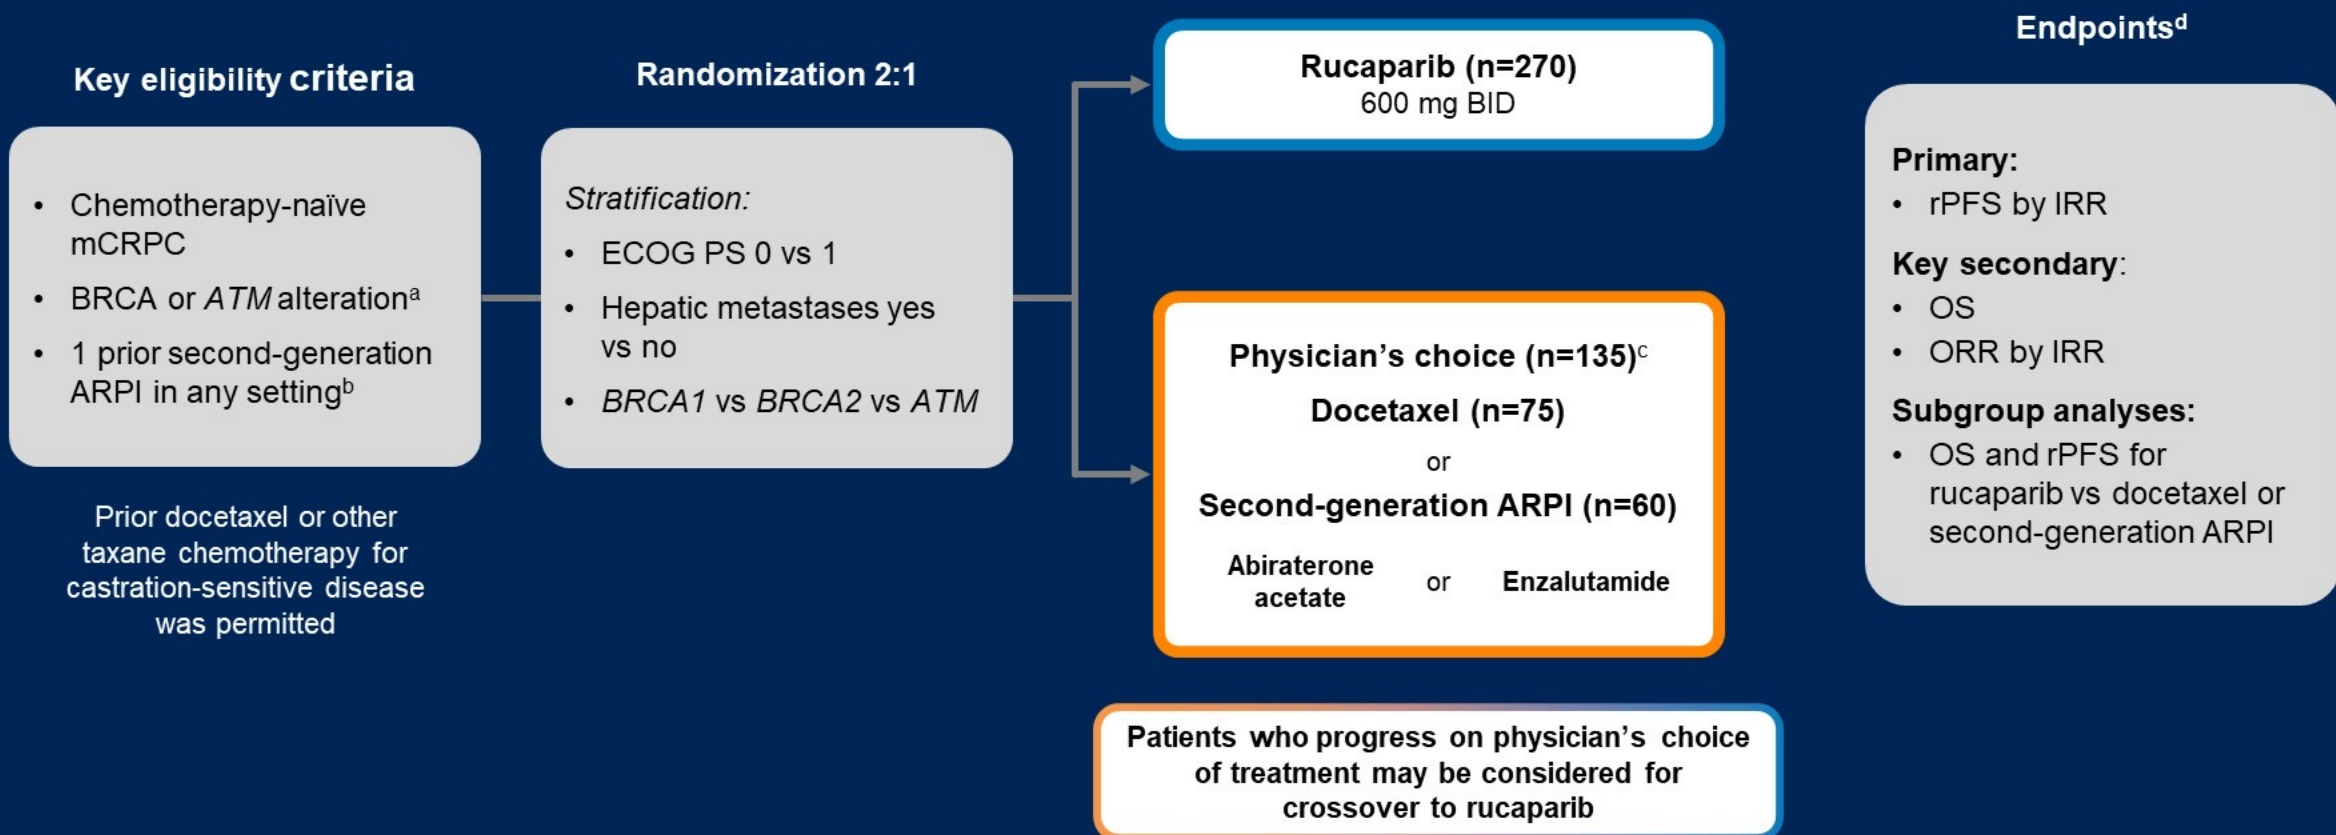 Key eligibility criteria
• Chemotherapy-naïve
mCRPC
• BRCA or ATM alterationᵃ
• 1 prior second-generation
ARPI in any settingᵇ
Prior docetaxel or other
taxane chemotherapy for
castration-sensitive disease
was permitted
Randomization 2:1
Stratification:
• ECOG PS 0 vs 1
• Hepatic metastases yes
vs no
• BRCA1 vs BRCA2 vs ATM
Rucaparib (n=270)
600 mg BID
Physician’s choice (n=135)ᶜ
Docetaxel (n=75)
or
Second-generation ARPI (n=60)
Abiraterone
acetate
or
Enzalutamide
Patients who progress on physician’s choice
of treatment may be considered for
crossover to rucaparib
Endpointsᵈ
Primary:
• rPFS by IRR
Key secondary:
• OS
• ORR by IRR
Subgroup analyses:
• OS and rPFS for
rucaparib vs docetaxel or
second-generation ARPI